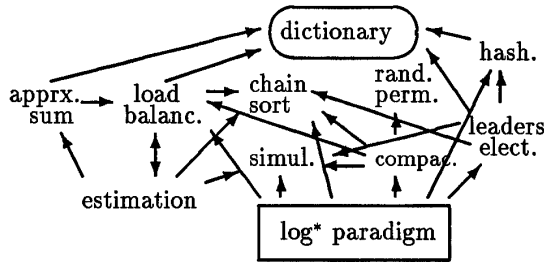 dictionary
hash.
apprx.
sum
load
balanc.
chain
sort
rand.
perm.
leaders
elect.
simul.
compac.
estimation
log* paradigm